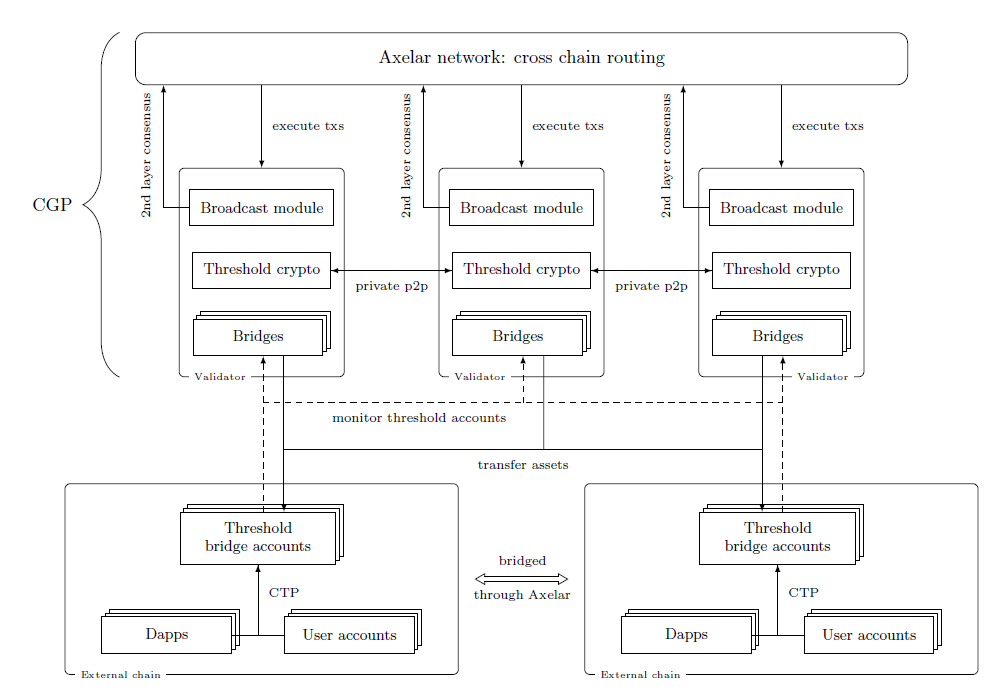 Axelar network: cross chain routing
2nd layer consensus
execute txs
2nd layer consensus
execute txs
2nd layer consensus
execute txs
CGP
Broadcast module
Broadcast module
Broadcast module
Threshold crypto
Threshold crypto
Threshold crypto
private p2p
private p2p
Bridges
Bridges
Bridges
Validator
Validator
Validator
monitor threshold accounts
transfer assets
Threshold
bridge accounts
Threshold
bridge accounts
bridged
through Axelar
CTP
CTP
Dapps
User accounts
Dapps
User accounts
External chain
External chain